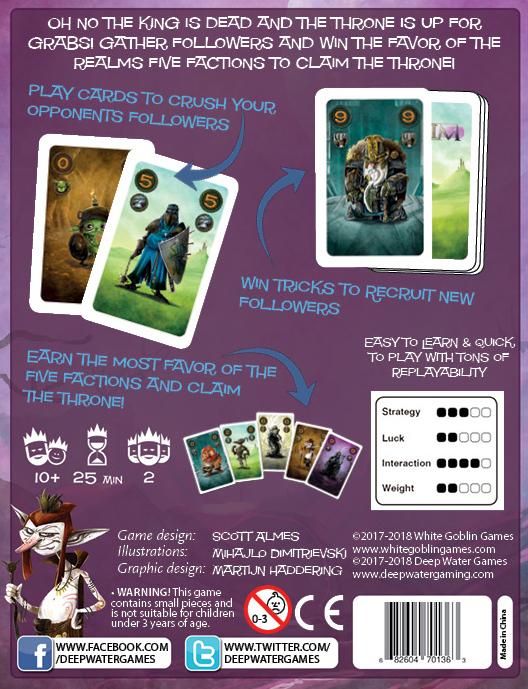 OH NO THE KING IS DEAD AND THE THRONE IS UP FOR
GRABS! GATHER FOLLOWERS AND WIN THE FAVOR OF THE
REALMS FIVE FACTIONS TO CLAIM THE THRONE!
PLAY CARDS TO CRUSH YOUR
OPPONENTS FOLLOWERS
0
5
5
9
9
IM
WIN TRICKS TO RECRUIT NEW
FOLLOWERS
EASY TO LEARN & QUICK
TO PLAY WITH TONS OF
REPLAYABILITY
EARN THE MOST FAVOR OF THE
FIVE FACTIONS AND CLAIM
THE THRONE!
Strategy
Luck
Interaction
Weight
10+ 25 MIN 2
Game design: SCOTT ALMES
Illustrations: MIHAJLO DIMITRIEVSKI
Graphic design: MARTIJN HADDERING
©2017-2018 White Goblin Games
www.whitegoblingames.com
©2017-2018 Deep Water Games
www.deepwatergaming.com
• WARNING! This game
contains small pieces and
is not suitable for children
under 3 years of age.
0-3
CE
f WWW.FACEBOOK.COM
/DEEPWATERGAMES
t WWW.TWITTER.COM/
DEEPWATERGAMES
6 82604 70136 3
Made in China